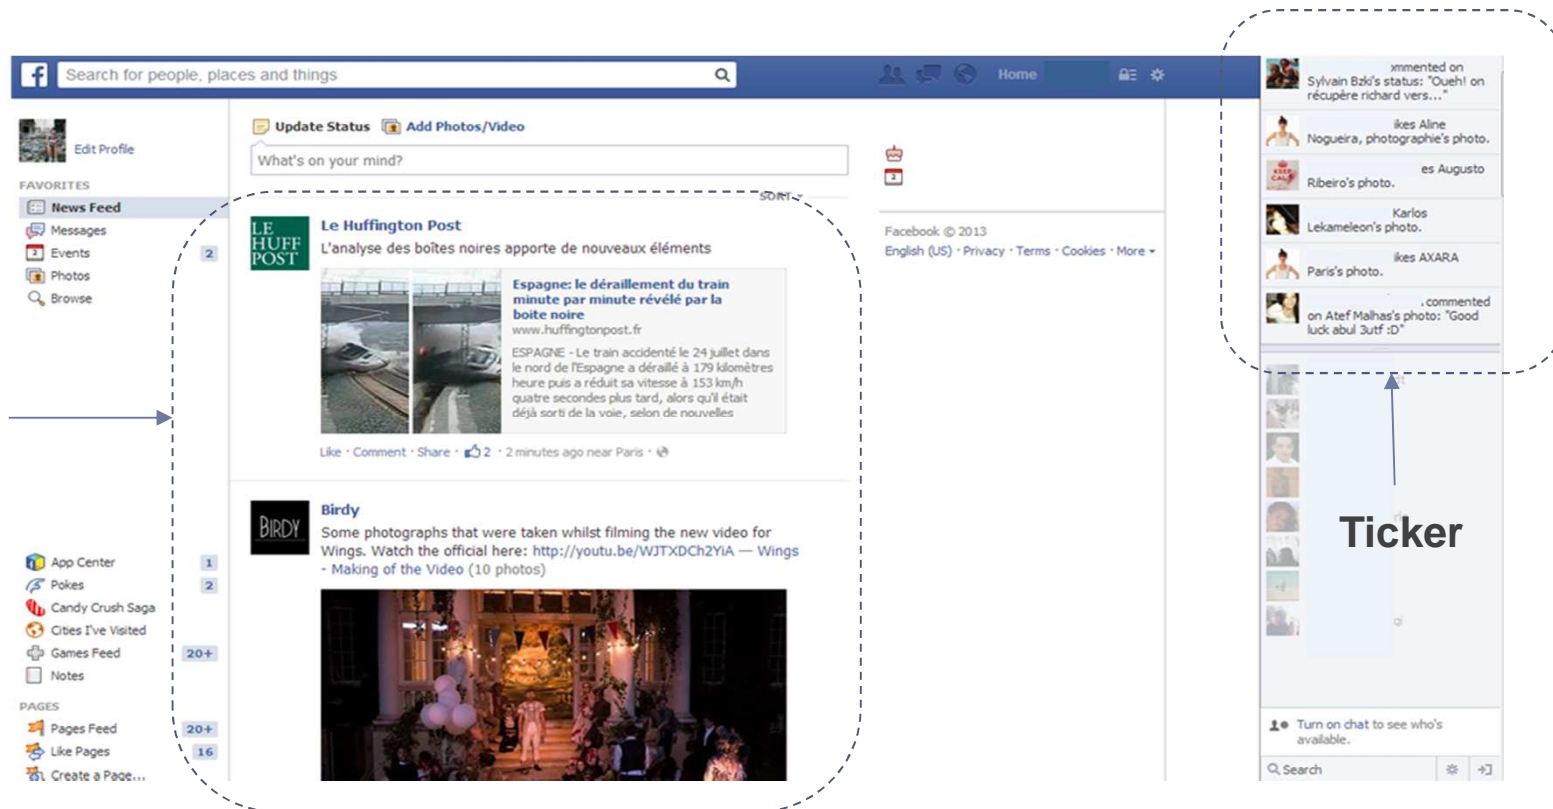 Search for people, places and things
Home
Edit Profile
FAVORITES
News Feed
Messages
Events 2
Photos
Browse
App Center 1
Pokes 2
Candy Crush Saga
Cities I've Visited
Games Feed 20+
Notes
PAGES
Pages Feed 20+
Like Pages 16
Create a Page...
Update Status Add Photos/Video
What's on your mind?
SORT
LE
HUFF
POST
Le Huffington Post
L'analyse des boîtes noires apporte de nouveaux éléments
Espagne: le déraillement du train
minute par minute révélé par la
boite noire
www.huffingtonpost.fr
ESPAGNE - Le train accidenté le 24 juillet dans
le nord de l'Espagne a déraillé à 179 kilomètres
heure puis a réduit sa vitesse à 153 km/h
quatre secondes plus tard, alors qu'il était
déjà sorti de la voie, selon de nouvelles
Like · Comment · Share · 2 · 2 minutes ago near Paris ·
BIRDY
Birdy
Some photographs that were taken whilst filming the new video for
Wings. Watch the official here: http://youtu.be/WJTXDCh2YiA — Wings
- Making of the Video (10 photos)
2
Facebook © 2013
English (US) · Privacy · Terms · Cookies · More
mmented on
Sylvain Bzki's status: "Oueh! on
récupère richard vers..."
ikes Aline
Nogueira, photographie's photo.
KEEP
CAL
es Augusto
Ribeiro's photo.
Karlos
Lekameleon's photo.
ikes AXARA
Paris's photo.
commented
on Atef Malhas's photo: "Good
luck abul 3utf :D"
Ticker
Turn on chat to see who's
available.
Search